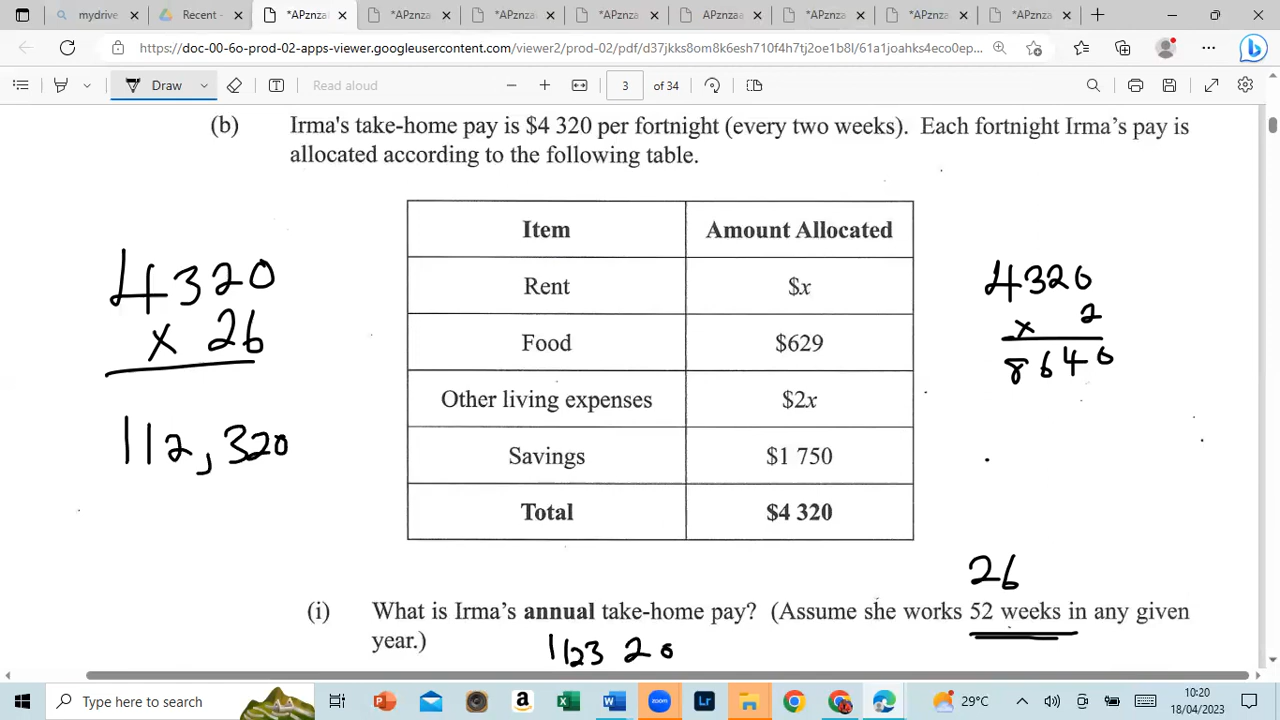 mydrive
Recent -
*APznza
*APznza
*APznza
*APznza
*APznza
*APznza
*APznza
*APznza
https://doc-00-6o-prod-02-apps-viewer.googleusercontent.com/viewer2/prod-02/pdf/d37jkks8om8k6esh710f4h7tj2oe1b8l/61a1joahks4eco0ep...
Draw
Read aloud
3 of 34
(b) Irma's take-home pay is $4 320 per fortnight (every two weeks). Each fortnight Irma's pay is
allocated according to the following table.
Item Amount Allocated
Rent $x
Food $629
Other living expenses $2x
Savings $1 750
Total $4 320
4320
x 26
112,320
4320
x 2
8640
26
(i) What is Irma's annual take-home pay? (Assume she works 52 weeks in any given
year.)
112320
Type here to search
zoom
Lr
29°C
10:20
18/04/2023